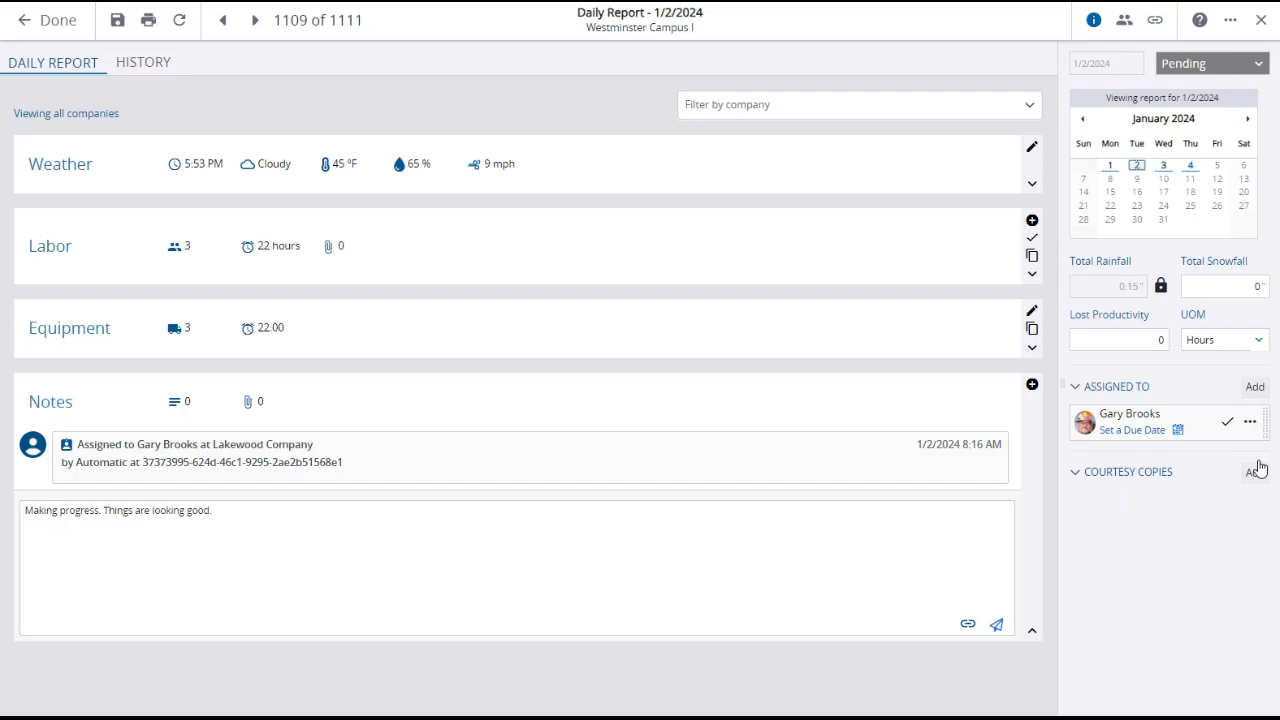 Done
1109 of 1111
Daily Report - 1/2/2024
Westminster Campus I
DAILY REPORT
HISTORY
Viewing all companies
Filter by company
Weather
5:53 PM
Cloudy
45 °F
65 %
9 mph
Labor
3
22 hours
0
Equipment
3
22.00
Notes
0
0
Assigned to Gary Brooks at Lakewood Company
1/2/2024 8:16 AM
by Automatic at 37373995-624d-46c1-9295-2ae2b51568e1
Making progress. Things are looking good.
1/2/2024
Pending
Viewing report for 1/2/2024
January 2024
Sun Mon Tue Wed Thu Fri Sat
1 2 3 4 5 6
7 8 9 10 11 12 13
14 15 16 17 18 19 20
21 22 23 24 25 26 27
28 29 30 31
Total Rainfall
Total Snowfall
0.15"
0"
Lost Productivity
UOM
0
Hours
ASSIGNED TO
Add
Gary Brooks
Set a Due Date
COURTESY COPIES